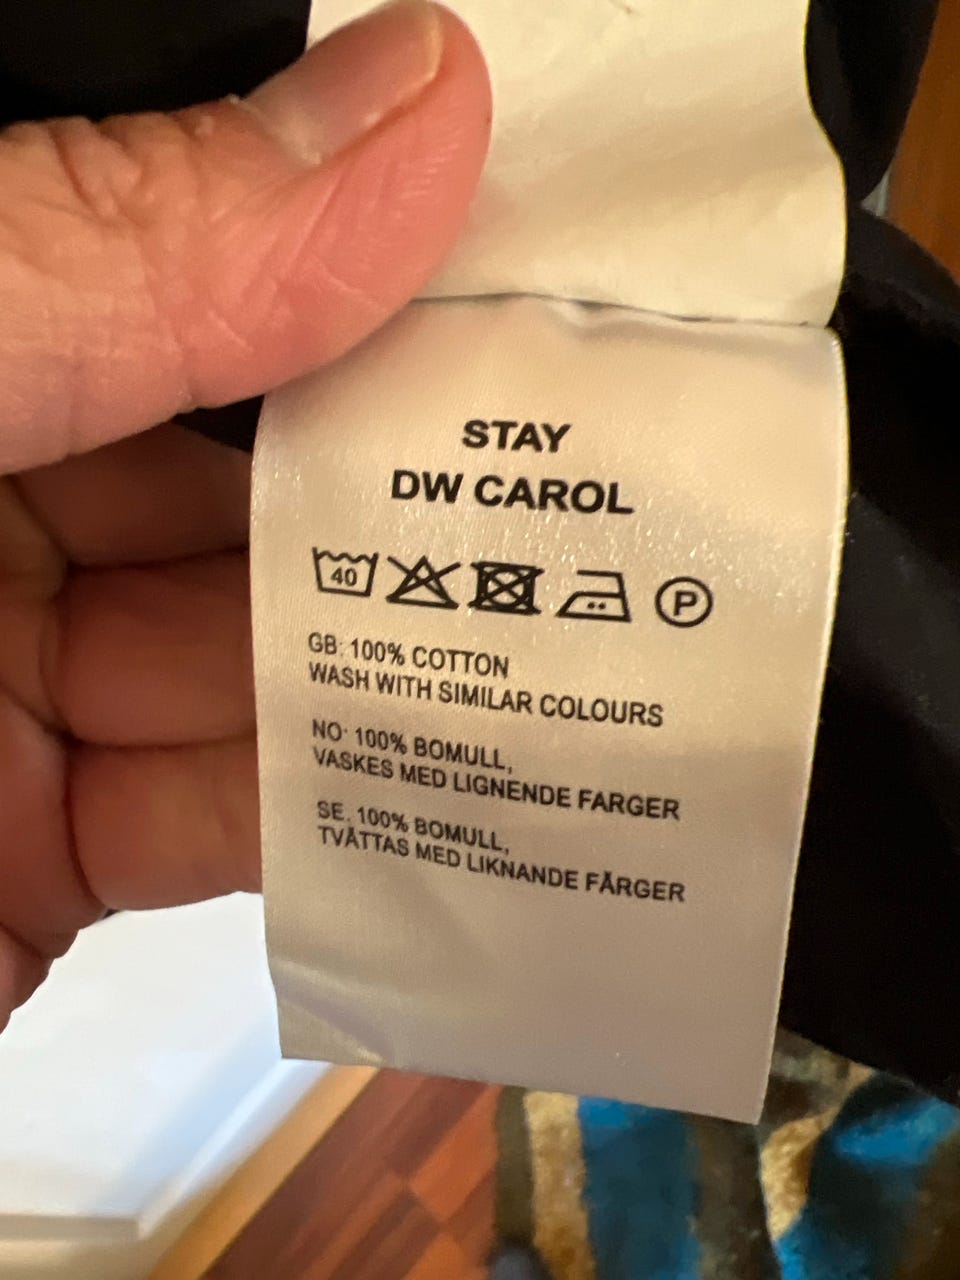 STAY
DW CAROL
40 P
GB: 100% COTTON
WASH WITH SIMILAR COLOURS
NO: 100% BOMULL,
VASKES MED LIGNENDE FARGER
SE. 100% BOMULL,
TVÄTTAS MED LIKNANDE FÄRGER